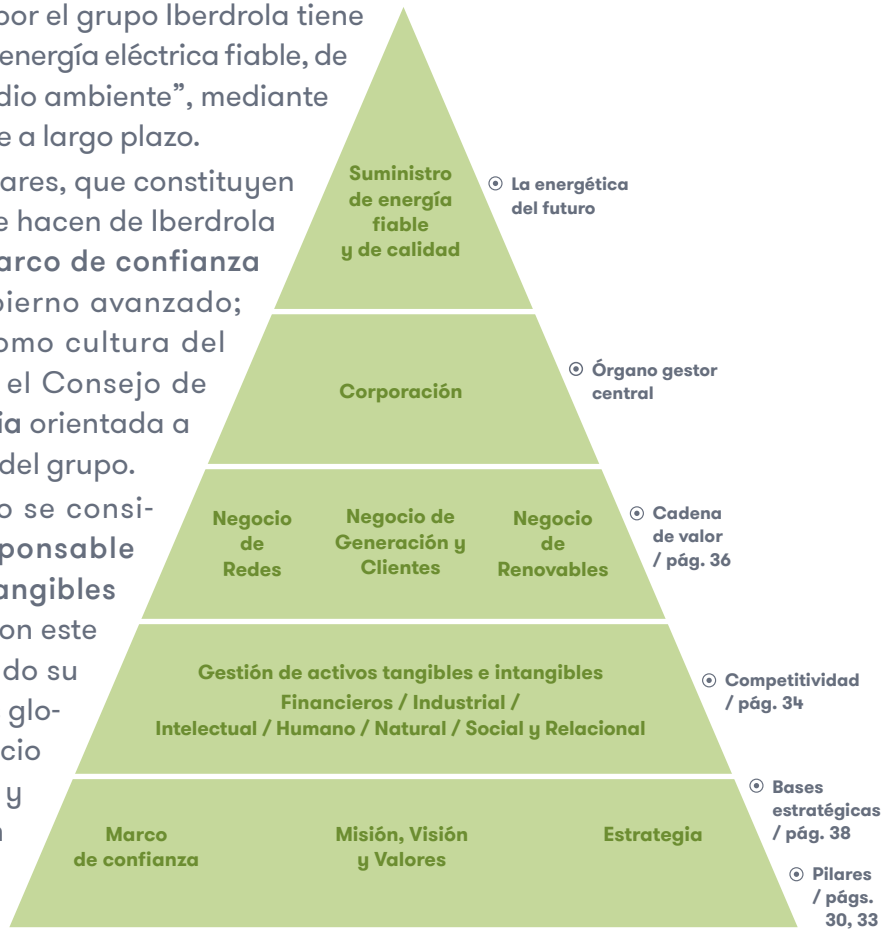 por el grupo Iberdrola tiene
energía eléctrica fiable, de
dio ambiente”, mediante
e a largo plazo.
ares, que constituyen
e hacen de Iberdrola
arco de confianza
bierno avanzado;
omo cultura del
el Consejo de
ia orientada a
del grupo.
o se consi-
ponsable
angibles
on este
do su
glo-
cio
y
Suministro
de energía
fiable
y de calidad
La energética
del futuro
Corporación
Órgano gestor
central
Negocio
de
Redes
Negocio de
Generación y
Clientes
Negocio
de
Renovables
Cadena
de valor
/ pág. 36
Gestión de activos tangibles e intangibles
Financieros / Industrial /
Intelectual / Humano / Natural / Social y Relacional
Competitividad
/ pág. 34
Marco
de confianza
Misión, Visión
y Valores
Estrategia
Bases
estratégicas
/ pág. 38
Pilares
/ págs.
30, 33